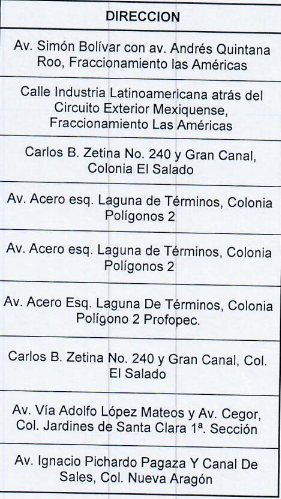 DIRECCION
Av. Simón Bolívar con av. Andrés Quintana
Roo, Fraccionamiento las Américas
Calle Industria Latinoamericana atrás del
Circuito Exterior Mexiquense,
Fraccionamiento Las Américas
Carlos B. Zetina No. 240 y Gran Canal,
Colonia El Salado
Av. Acero esq. Laguna de Términos, Colonia
Polígonos 2
Av. Acero esq. Laguna de Términos, Colonia
Polígonos 2
Av. Acero Esq. Laguna De Términos, Colonia
Polígono 2 Profopec.
Carlos B. Zetina No. 240 y Gran Canal, Col.
El Salado
Av. Vía Adolfo López Mateos y Av. Cegor,
Col. Jardines de Santa Clara 1ª. Sección
Av. Ignacio Pichardo Pagaza Y Canal De
Sales, Col. Nueva Aragón